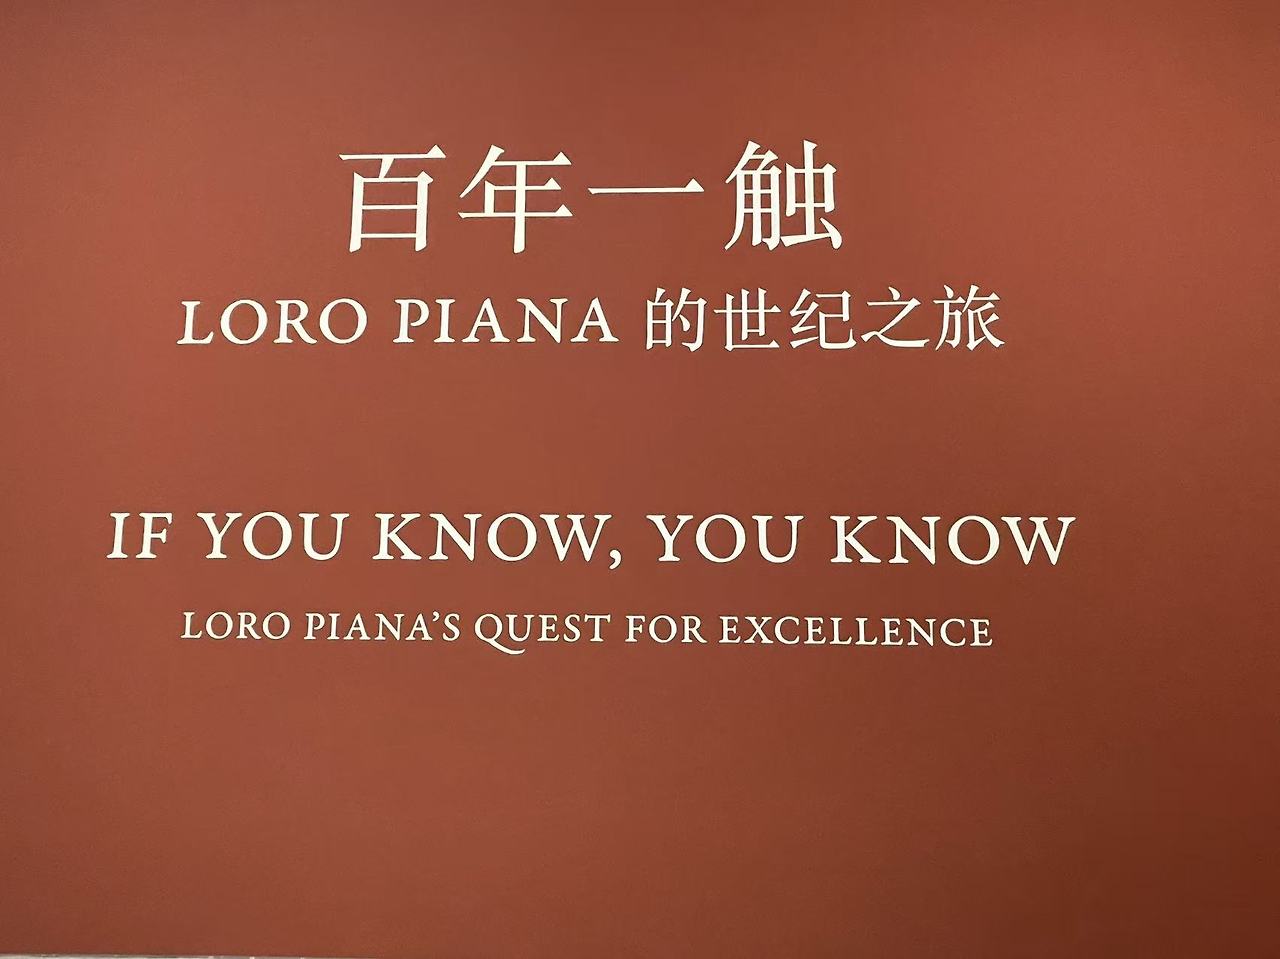 百年一触
LORO PIANA 的世纪之旅
IF YOU KNOW, YOU KNOW
LORO PIANA’S QUEST FOR EXCELLENCE